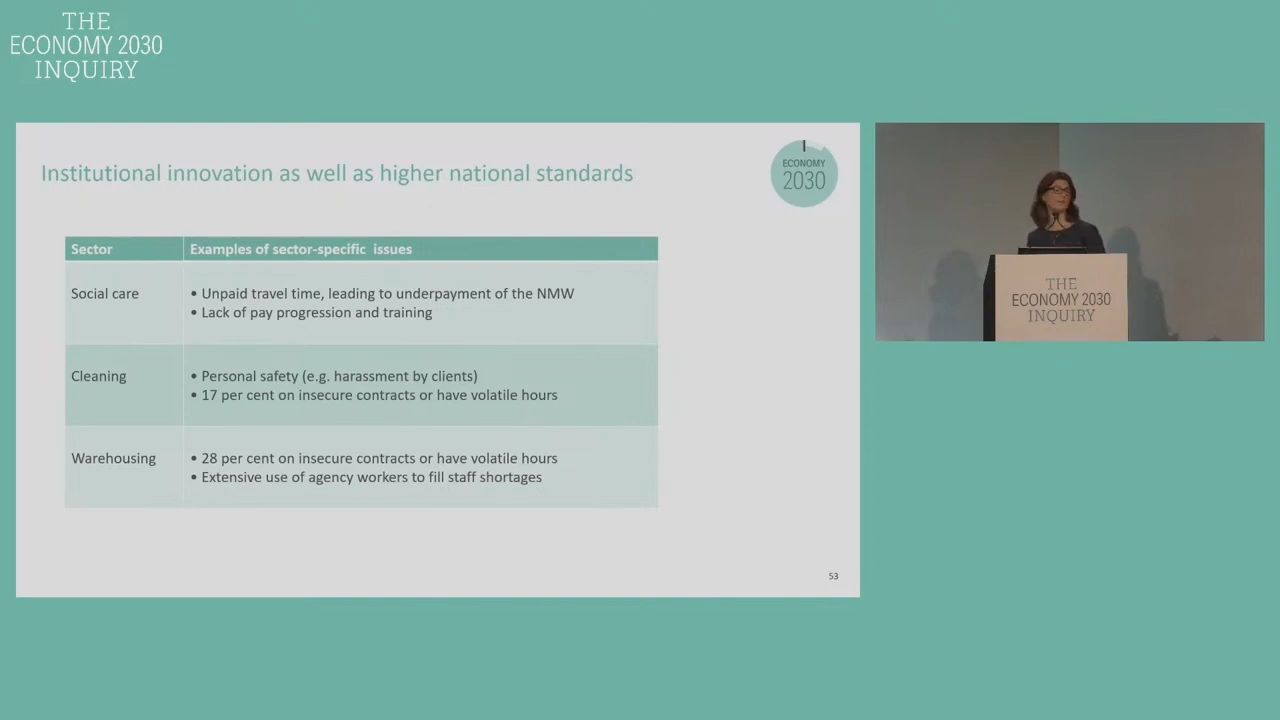 THE
ECONOMY 2030
INQUIRY
Institutional innovation as well as higher national standards
ECONOMY
2030
Sector
Examples of sector-specific issues
Social care
• Unpaid travel time, leading to underpayment of the NMW
• Lack of pay progression and training
Cleaning
• Personal safety (e.g. harassment by clients)
• 17 per cent on insecure contracts or have volatile hours
Warehousing
• 28 per cent on insecure contracts or have volatile hours
• Extensive use of agency workers to fill staff shortages
53
THE
ECONOMY 2030
INQUIRY